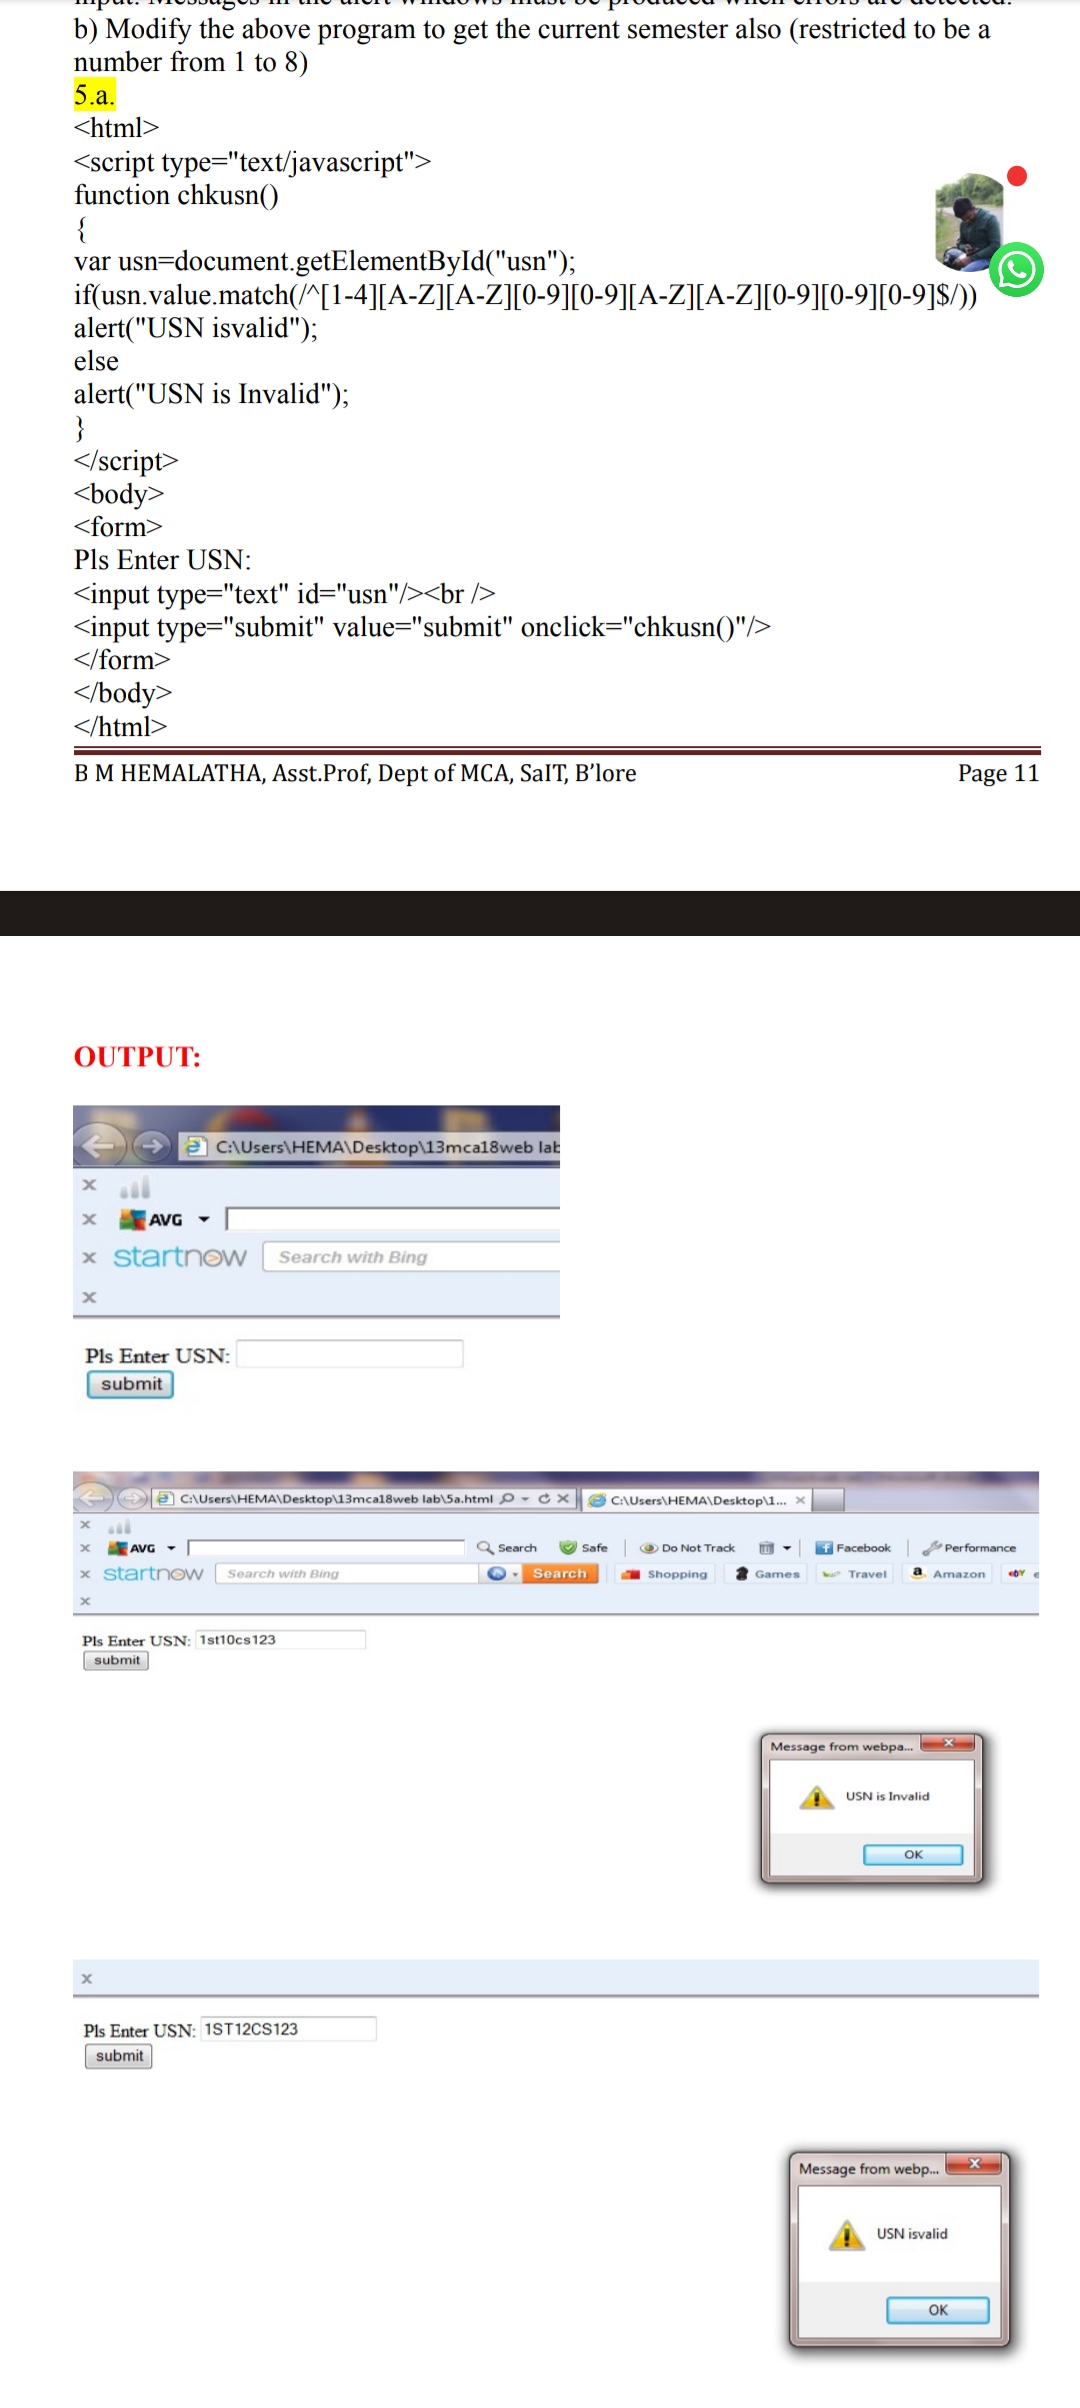 b) Modify the above program to get the current semester also (restricted to be a
number from 1 to 8)
5.a.
<html>
<script type="text/javascript">
function chkusn()
{
var usn=document.getElementById("usn");
if(usn.value.match(/^[1-4][A-Z][A-Z][0-9][0-9][A-Z][A-Z][0-9][0-9][0-9]$/))
alert("USN isvalid");
else
alert("USN is Invalid");
}
</script>
<body>
<form>
Pls Enter USN:
<input type="text" id="usn"/><br />
<input type="submit" value="submit" onclick="chkusn()"/>
</form>
</body>
</html>
B M HEMALATHA, Asst.Prof, Dept of MCA, SaIT, B'lore Page 11
OUTPUT:
C:\Users\HEMA\Desktop\13mca18web lab
x
x AVG
x startnow Search with Bing
x
Pls Enter USN:
submit
C:\Users\HEMA\Desktop\13mca18web lab\5a.html C:\Users\HEMA\Desktop\1... x
x
x AVG Search Safe Do Not Track Facebook Performance
x startnow Search with Bing Search Shopping Games Travel Amazon
x
Pls Enter USN: 1st10cs123
submit
Message from webpa...
USN is Invalid
OK
x
Pls Enter USN: 1ST12CS123
submit
Message from webp...
USN isvalid
OK